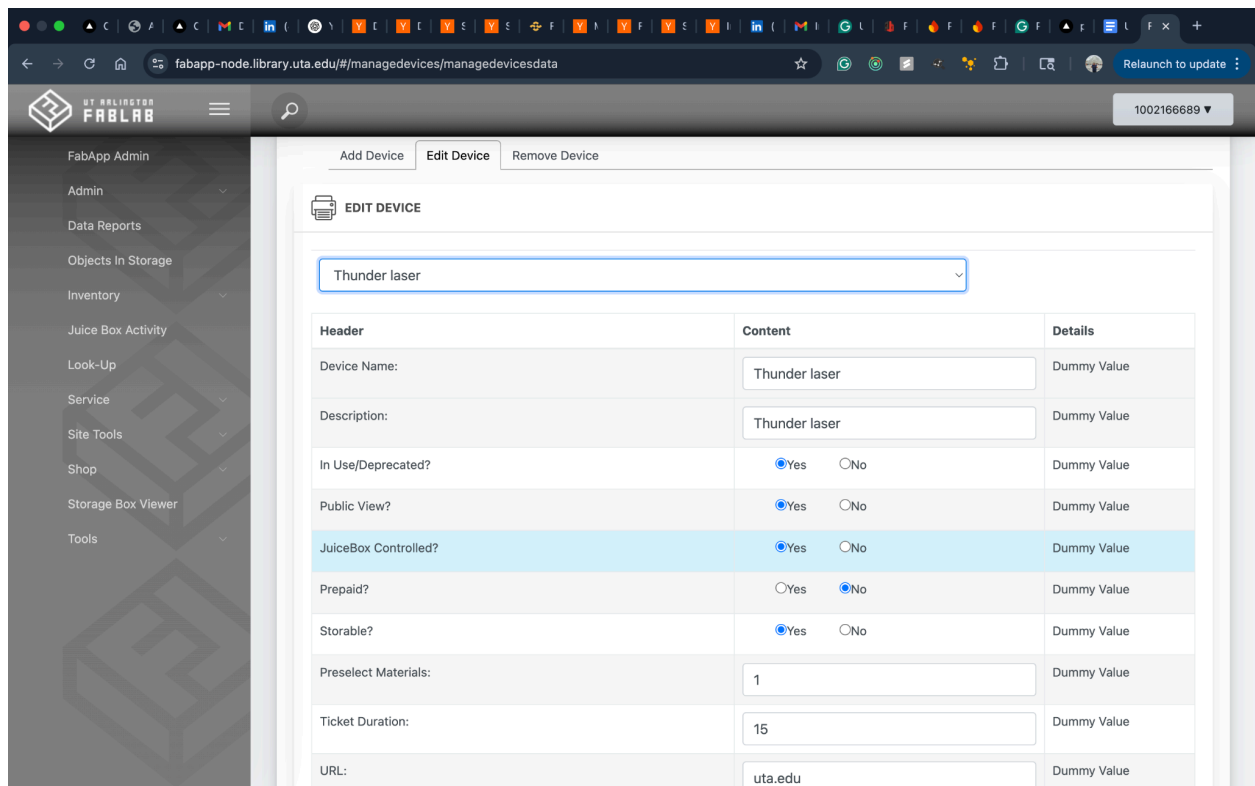 fabapp-node.library.uta.edu/#/managedevices/managedevicesdata
Relaunch to update
UT ARLINGTON
FABLAB
1002166689 ▼
FabApp Admin
Admin
Data Reports
Objects In Storage
Inventory
Juice Box Activity
Look-Up
Service
Site Tools
Shop
Storage Box Viewer
Tools
Add Device Edit Device Remove Device
EDIT DEVICE
Thunder laser
Header Content Details
Device Name: Thunder laser Dummy Value
Description: Thunder laser Dummy Value
In Use/Deprecated? Yes No Dummy Value
Public View? Yes No Dummy Value
JuiceBox Controlled? Yes No Dummy Value
Prepaid? Yes No Dummy Value
Storable? Yes No Dummy Value
Preselect Materials: 1 Dummy Value
Ticket Duration: 15 Dummy Value
URL: uta.edu Dummy Value